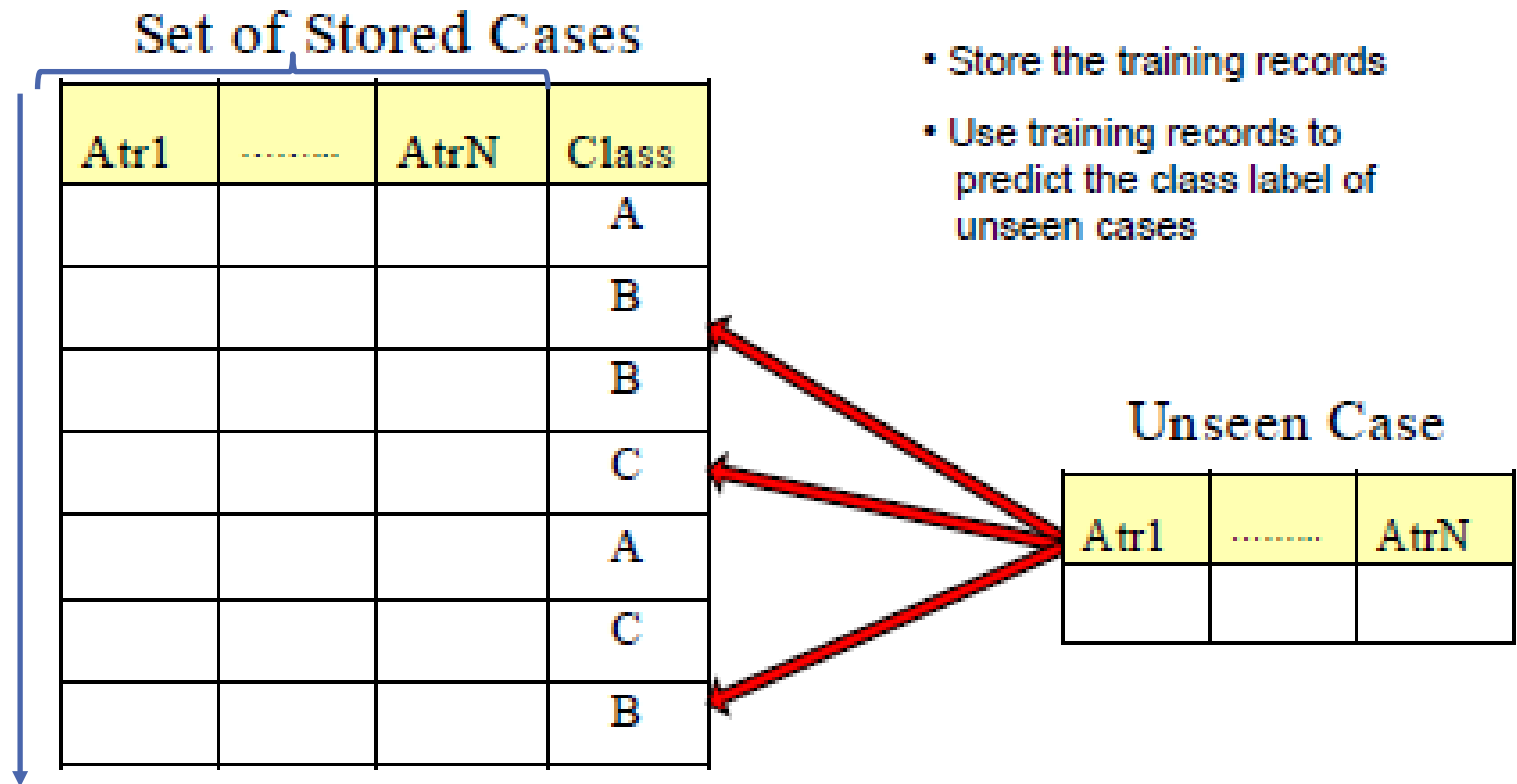 Set of Stored Cases
• Store the training records
• Use training records to
predict the class label of
unseen cases
Atr1 .......... AtrN Class
A
B
B
C
A
C
B
Unseen Case
Atr1 .......... AtrN